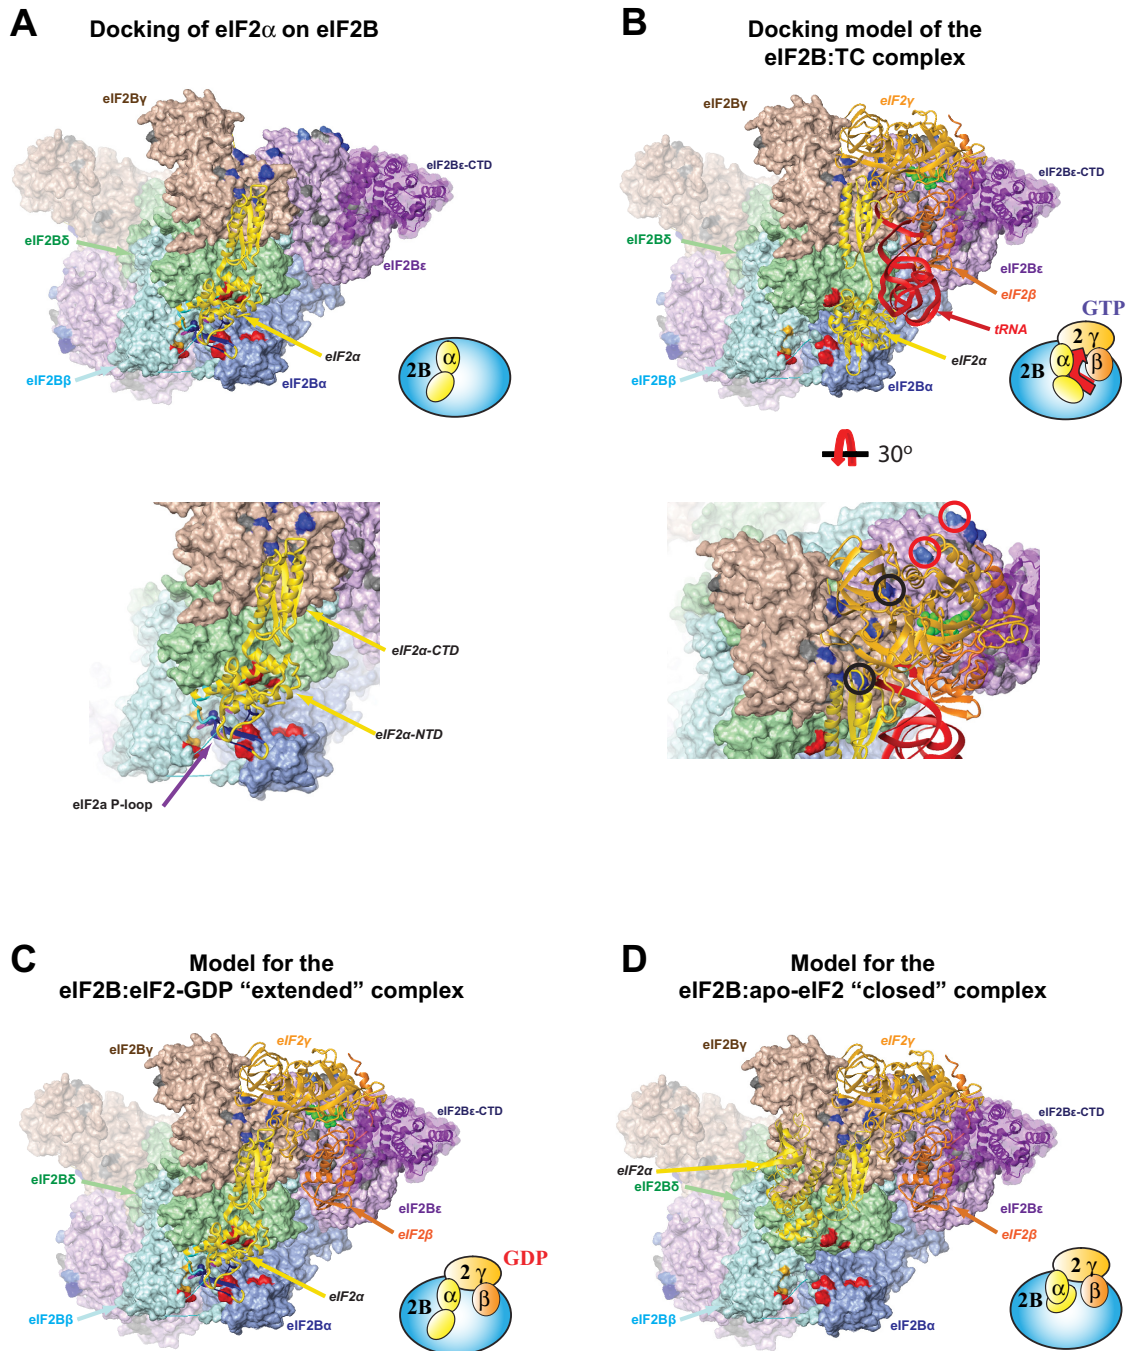 A
Docking of eIF2α on eIF2B
eIF2Bγ
eIF2Bε-CTD
eIF2Bδ
eIF2Bε
eIF2α
eIF2Bβ
eIF2Bα
2B
α
eIF2α-CTD
eIF2α-NTD
eIF2a P-loop
B
Docking model of the
eIF2B:TC complex
eIF2Bγ
eIF2γ
eIF2Bε-CTD
eIF2Bδ
eIF2Bε
eIF2β
tRNA
eIF2α
eIF2Bβ
eIF2Bα
GTP
2 γ
2B
α
β
30º
C
Model for the
eIF2B:eIF2-GDP “extended” complex
eIF2Bγ
eIF2γ
eIF2Bε-CTD
eIF2Bδ
eIF2Bε
eIF2β
eIF2α
eIF2Bβ
eIF2Bα
GDP
2 γ
2B
α
β
D
Model for the
eIF2B:apo-eIF2 “closed” complex
eIF2Bγ
eIF2γ
eIF2Bε-CTD
eIF2α
eIF2Bδ
eIF2Bε
eIF2β
eIF2Bβ
eIF2Bα
2 γ
2B
α
β